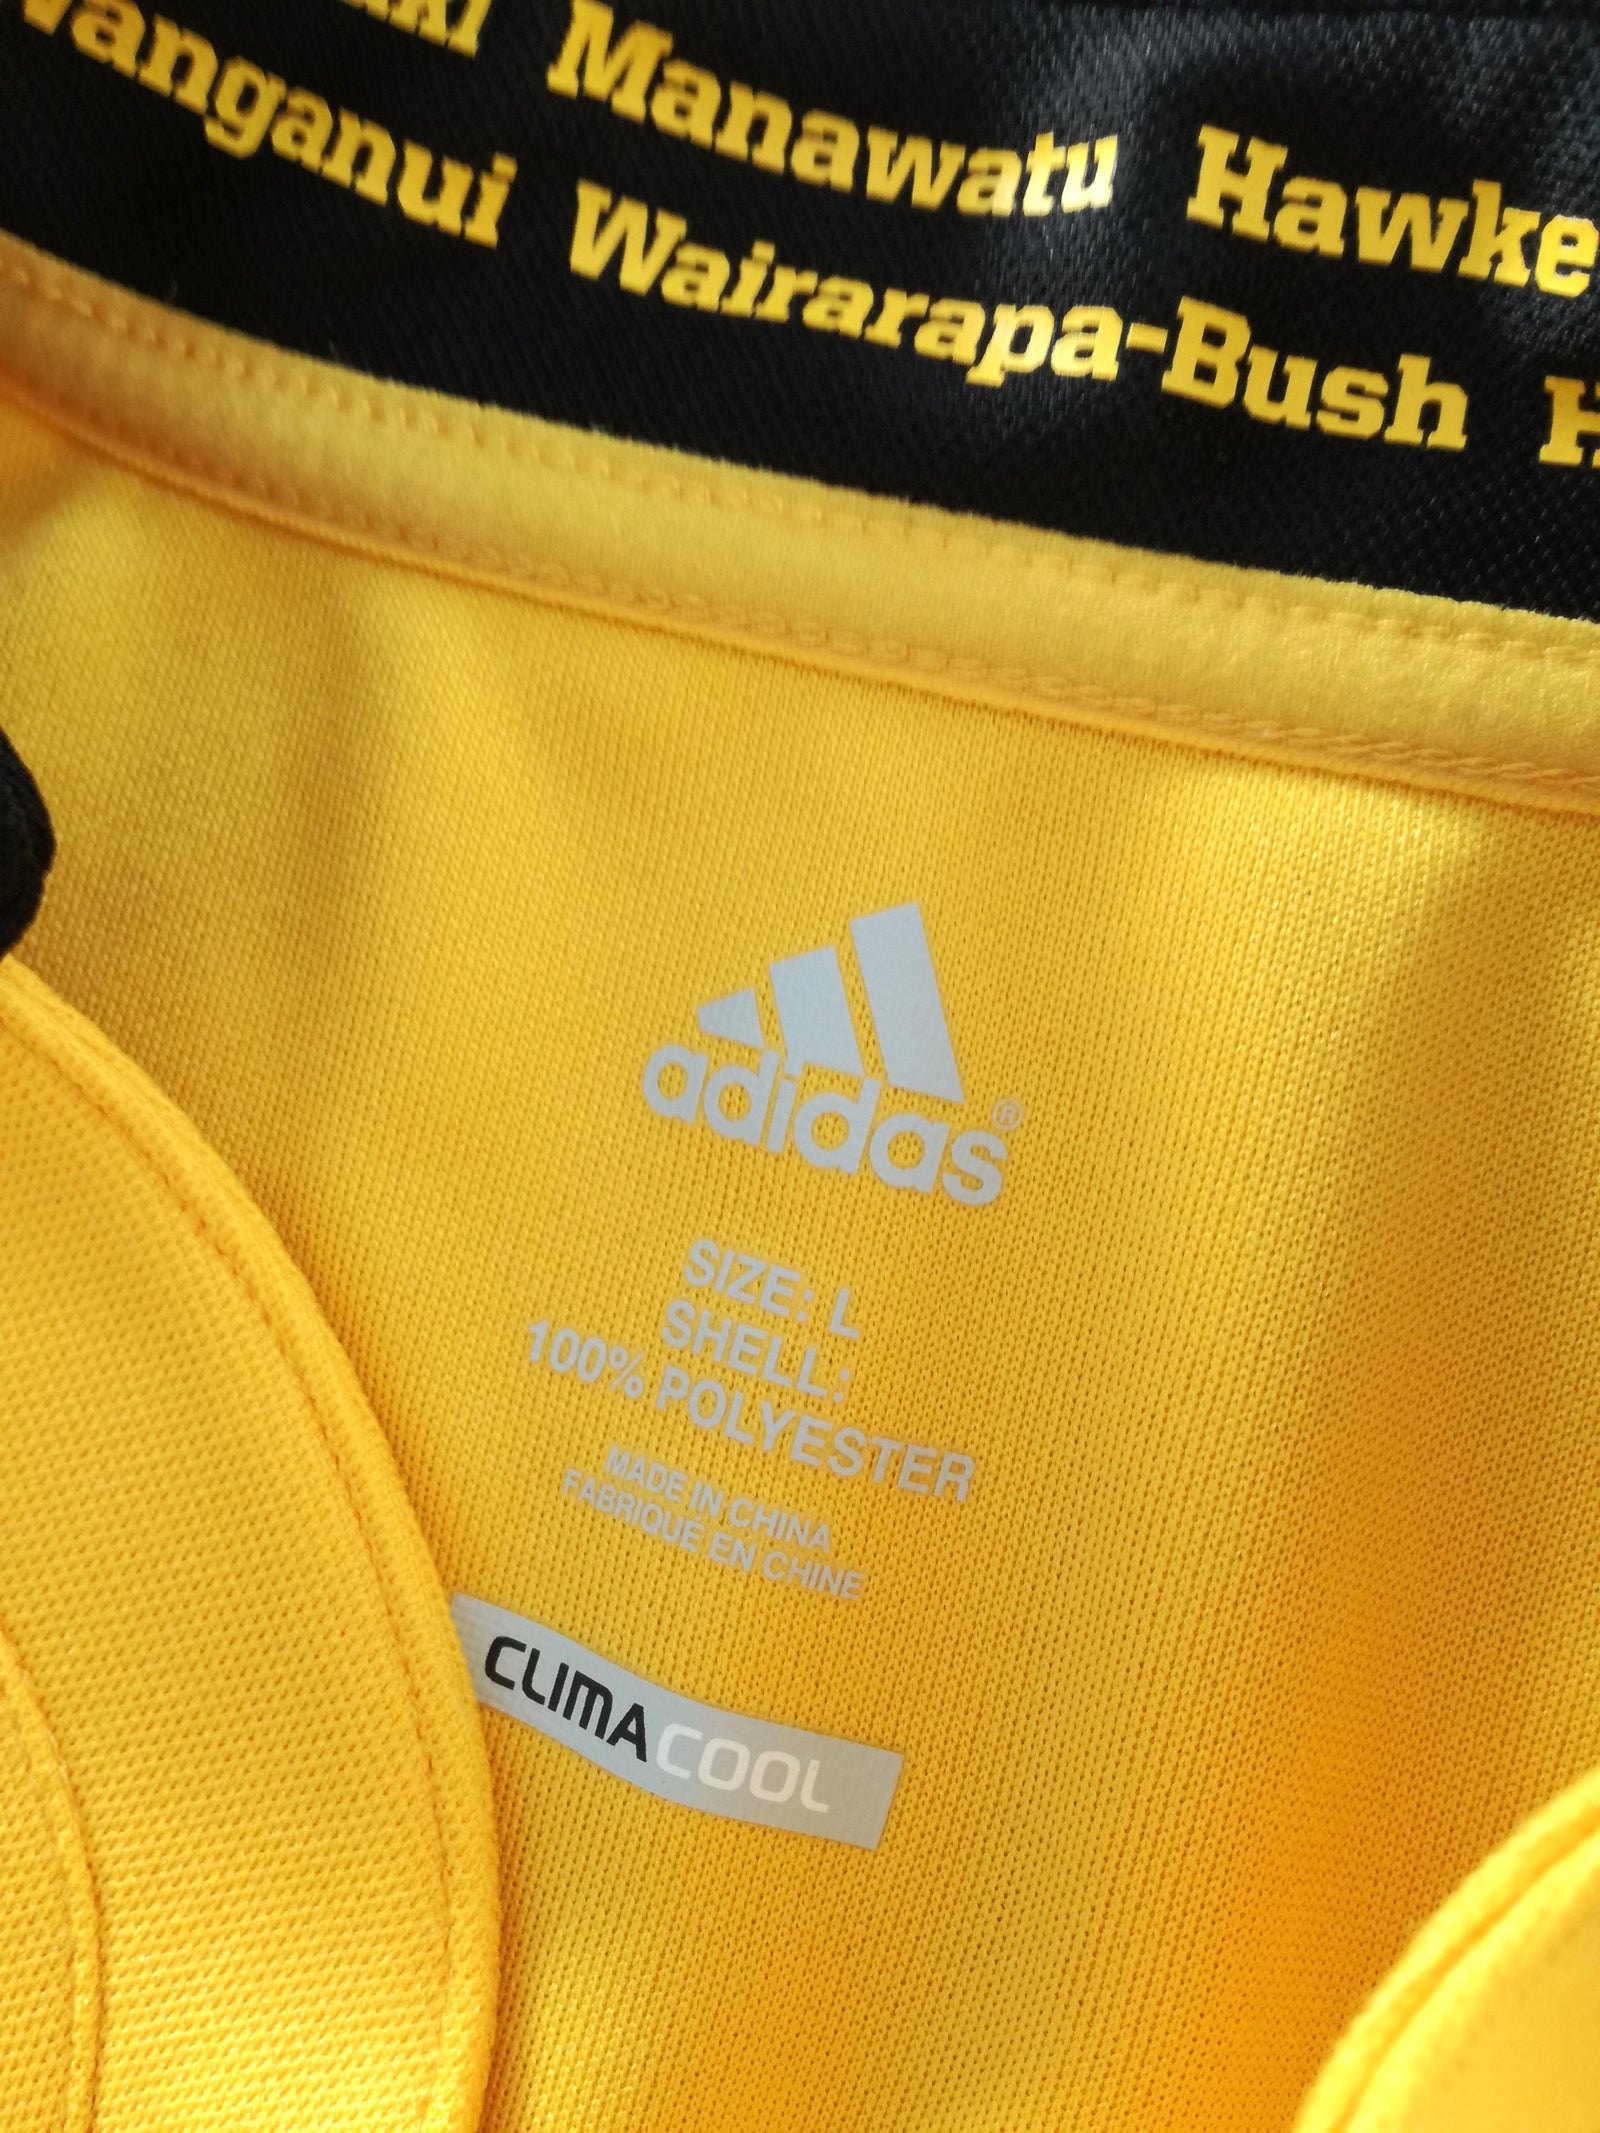 Manawatu Hawke
Wanganui Wairarapa-Bush H
adidas®
SIZE: L
SHELL:
100% POLYESTER
MADE IN CHINA
FABRIQUE EN CHINE
CLIMACOOL